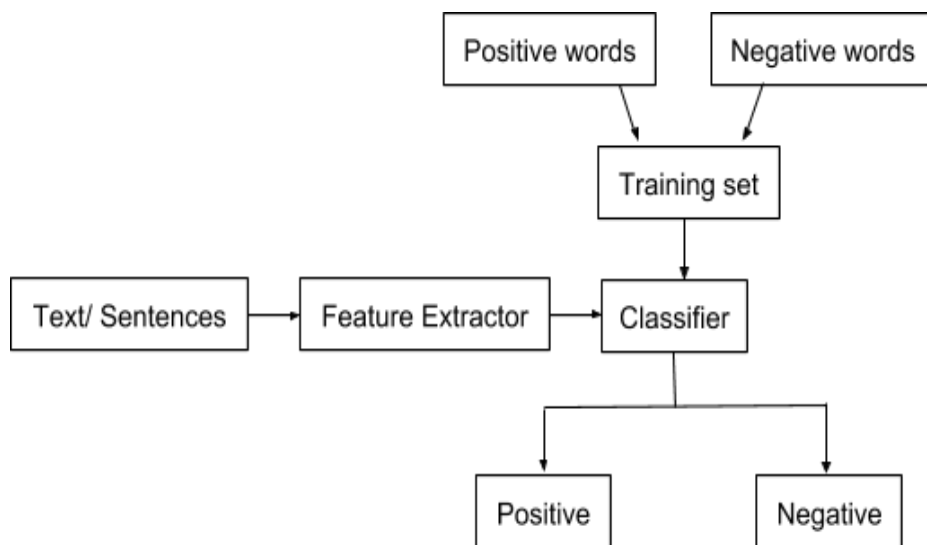 Positive words
Negative words
Training set
Text/ Sentences
Feature Extractor
Classifier
Positive
Negative